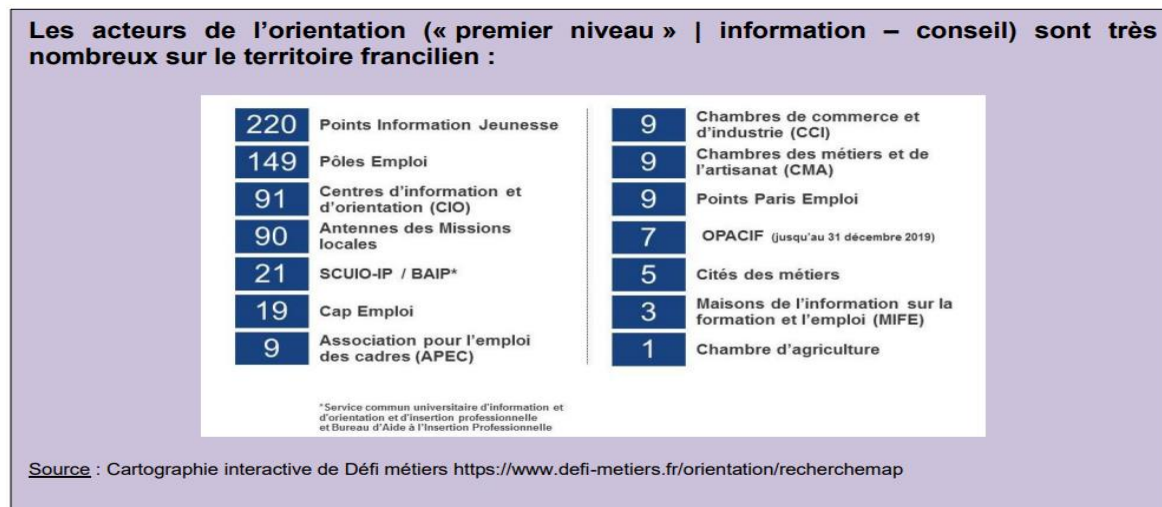 Les acteurs de l’orientation (« premier niveau » | information – conseil) sont très
nombreux sur le territoire francilien :
220 Points Information Jeunesse
149 Pôles Emploi
91 Centres d’information et
d’orientation (CIO)
90 Antennes des Missions
locales
21 SCUIO-IP / BAIP*
19 Cap Emploi
9 Association pour l’emploi
des cadres (APEC)
*Service commun universitaire d’information et
d’orientation et d’insertion professionnelle
et Bureau d’Aide à l’Insertion Professionnelle
9 Chambres de commerce et
d’industrie (CCI)
9 Chambres des métiers et de
l’artisanat (CMA)
9 Points Paris Emploi
7 OPACIF (jusqu’au 31 décembre 2019)
5 Cités des métiers
3 Maisons de l’information sur la
formation et l’emploi (MIFE)
1 Chambre d’agriculture
Source : Cartographie interactive de Défi métiers https://www.defi-metiers.fr/orientation/recherchemap